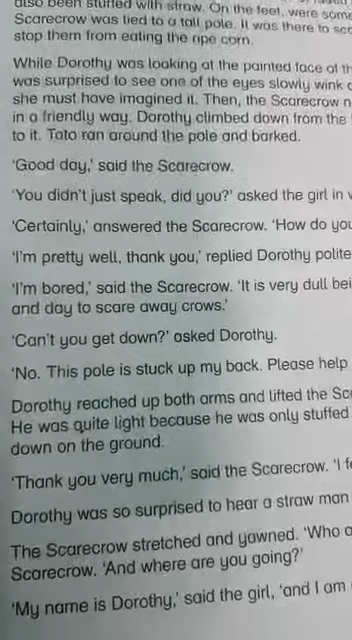 also been stuffed with straw. On the feet, were some
Scarecrow was tied to a tall pole. It was there to
stop them from eating the ripe corn.
While Dorothy was looking at the painted face of
was surprised to see one of the eyes slowly wink
she must have imagined it. Then, the Scarecrow
in a friendly way. Dorothy climbed down from the
to it. Toto ran around the pole and barked.
'Good day,' said the Scarecrow.
'You didn't just speak, did you?' asked the girl in
'Certainly,' answered the Scarecrow. 'How do
'I'm pretty well, thank you,' replied Dorothy
'I'm bored,' said the Scarecrow. 'It is very dull
and day to scare away crows.'
'Can't you get down?' asked Dorothy.
'No. This pole is stuck up my back. Please help
Dorothy reached up both arms and lifted the
He was quite light because he was only stuffed
down on the ground.
'Thank you very much,' said the Scarecrow. 'I
Dorothy was so surprised to hear a straw man
The Scarecrow stretched and yawned. 'Who
Scarecrow. 'And where are you going?'
'My name is Dorothy,' said the girl, 'and I am